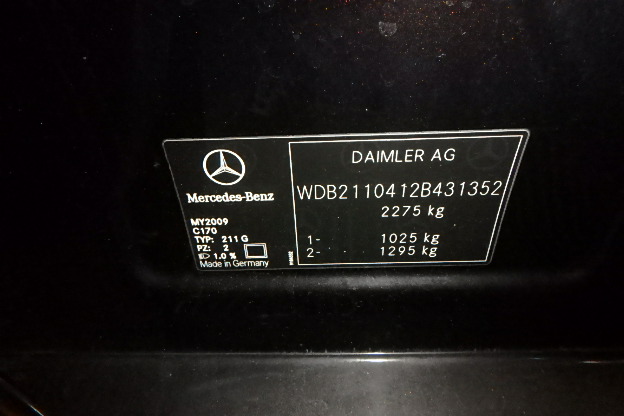 Mercedes-Benz
MY2009
C170
TYP: 211 G
PZ: 2
1.0 %
Made in Germany
DAIMLER AG
WDB2110412B431352
2275 kg
1- 1025 kg
2- 1295 kg